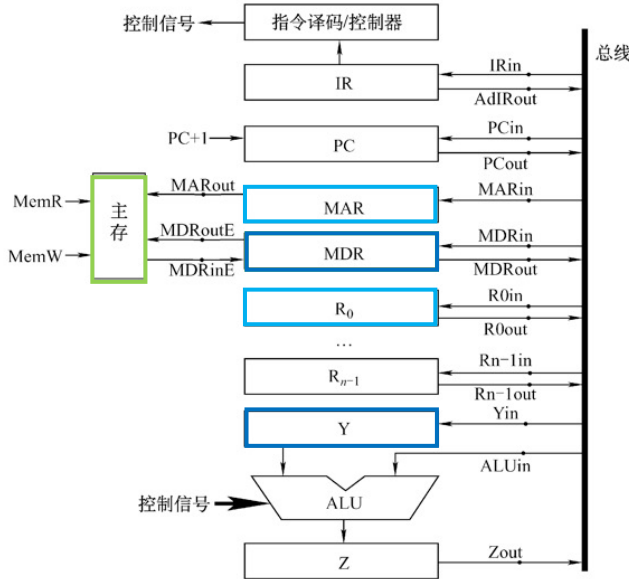 控制信号
指令译码/控制器
总线
IRin
IR
AdIRout
PC+1
PC
PCin
PCout
MemR
主存
MARout
MAR
MARin
MemW
MDRoutE
MDRinE
MDR
MDRin
MDRout
R0
R0in
R0out
…
Rn-1
Rn−1in
Rn−1out
Y
Yin
ALUin
控制信号
ALU
Z
Zout